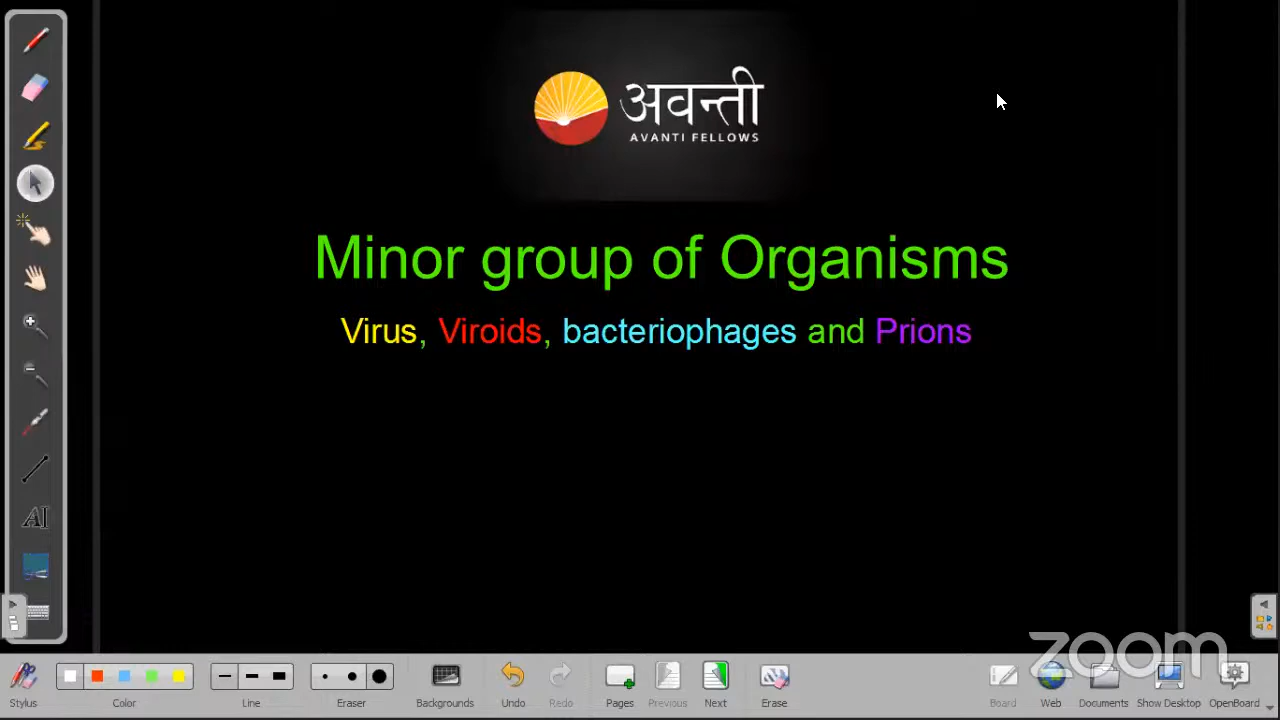 अवन्ती
AVANTI FELLOWS
Minor group of Organisms
Virus, Viroids, bacteriophages and Prions
AI
zoom
Stylus
Color
Line
Eraser
Backgrounds
Undo
Redo
Pages
Previous
Next
Erase
Board
Web
Documents
Show Desktop
OpenBoard